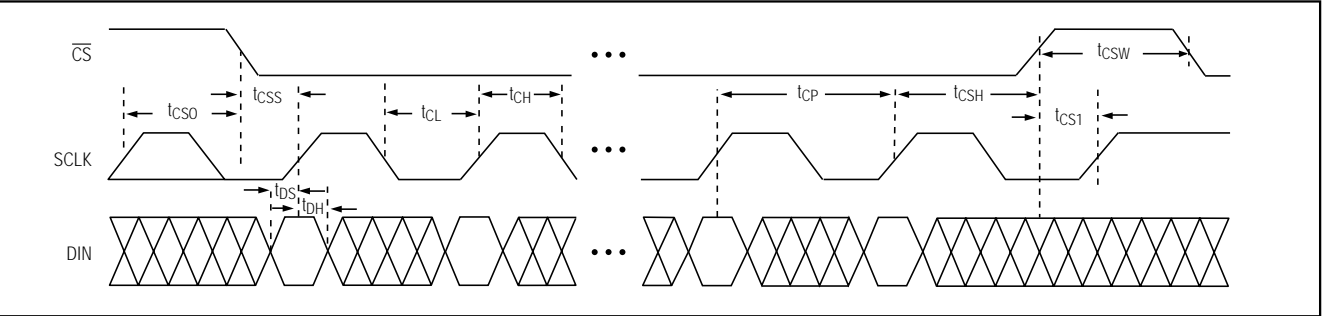 CS
tCSW
tCSS
tCH
tCP
tCSH
tCSO
tCL
tCS1
SCLK
tDS
tDH
DIN